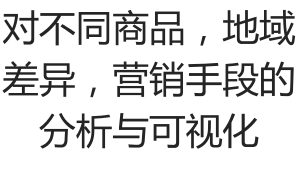 对不同商品，地域
差异，营销手段的
分析与可视化